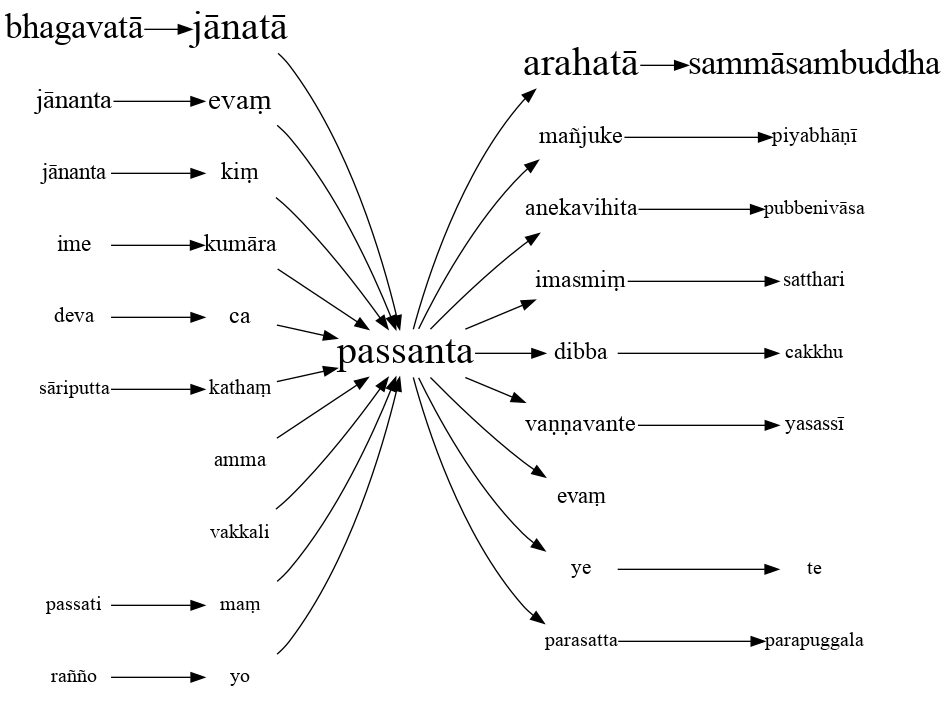 bhagavatā jānatā
arahatā sammāsambuddha
jānanta evaṃ
mañjuke piyabhāṇī
jānanta kiṃ
anekavihita pubbenivāsa
ime kumāra
imasmiṃ satthari
deva ca
passanta
dibba cakkhu
sāriputta kathaṃ
vaṇṇavante yasassī
amma
evaṃ
vakkali
ye te
passati maṃ
parasatta parapuggala
rañño yo